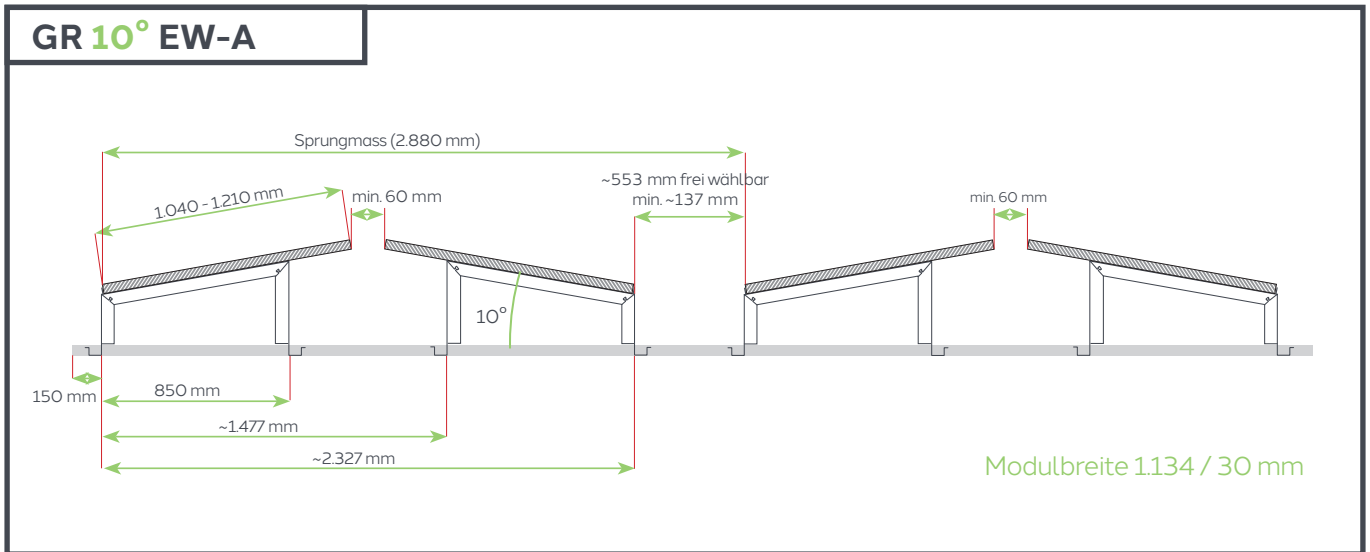 GR 10° EW-A
Sprungmass (2.880 mm)
1.040 - 1.210 mm
min. 60 mm
~553 mm frei wählbar
min. ~137 mm
min. 60 mm
10°
150 mm
850 mm
~1.477 mm
~2.327 mm
Modulbreite 1.134 / 30 mm